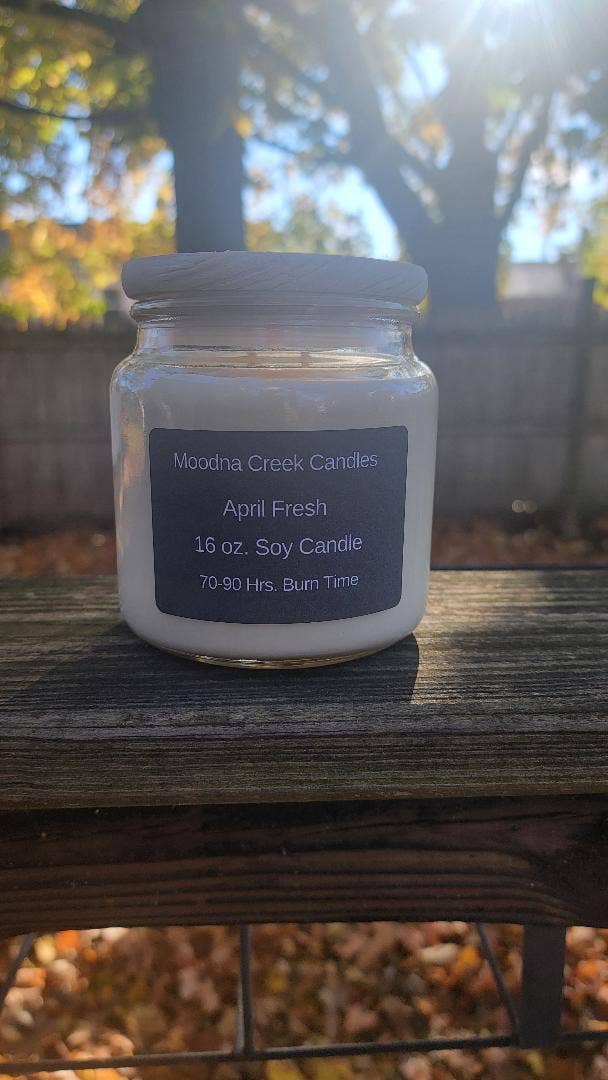 Moodna Creek Candles
April Fresh
16 oz. Soy Candle
70-90 Hrs. Burn Time